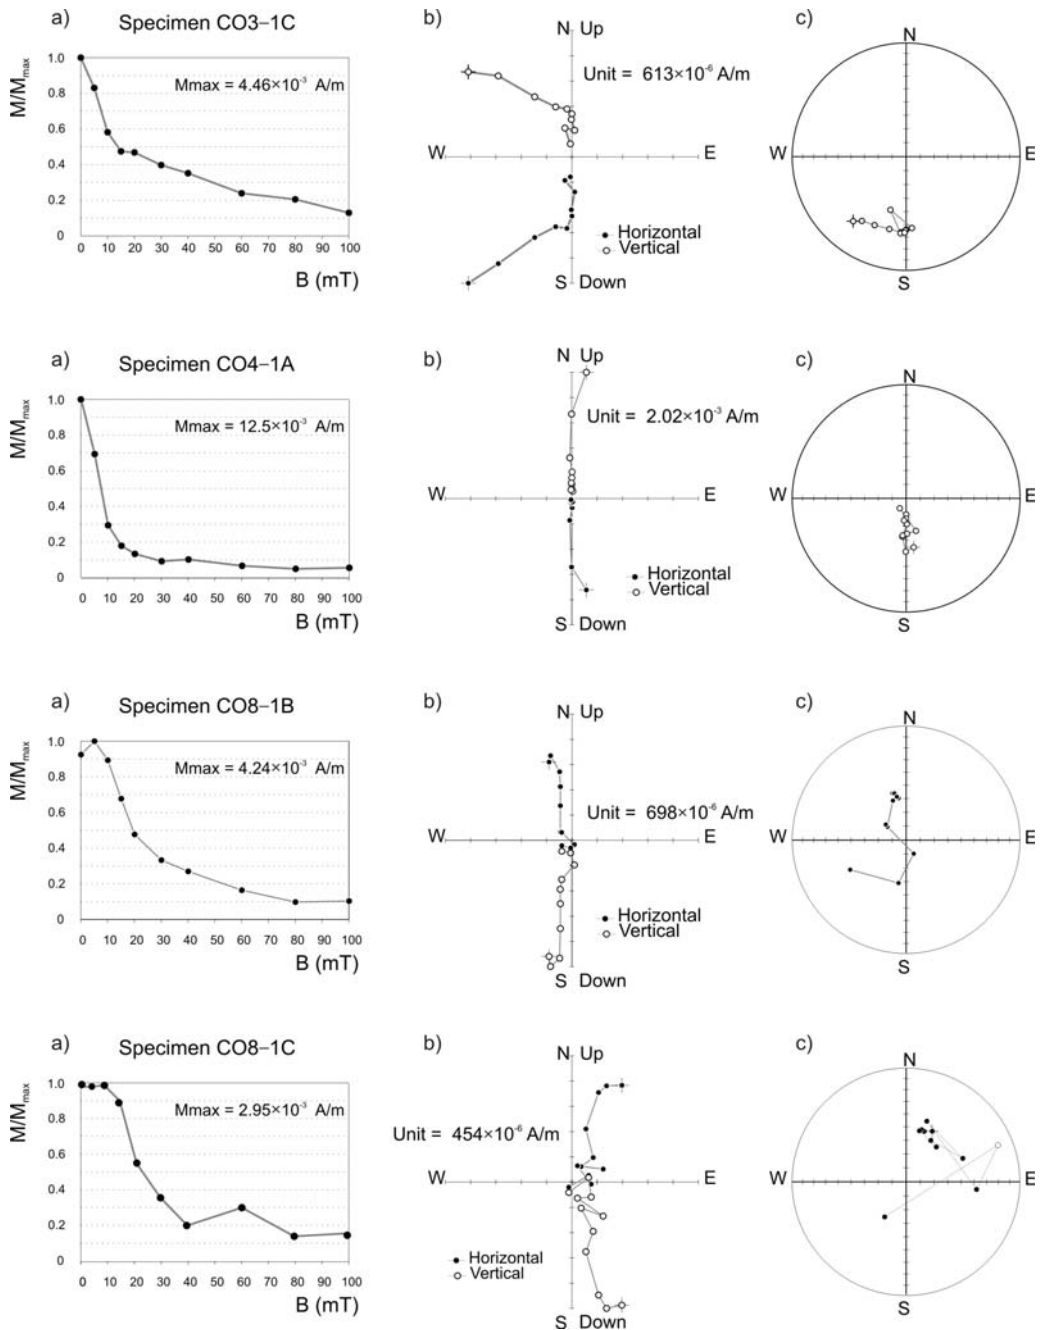 a) Specimen CO3–1C
M/Mmax
1.0
0.8
0.6
0.4
0.2
0
Mmax = 4.46×10⁻³ A/m
0 10 20 30 40 50 60 70 80 90 100
B (mT)
b)
N Up
Unit = 613×10⁻⁶ A/m
W E
Horizontal
Vertical
S Down
c)
N
W E
S
a) Specimen CO4–1A
M/Mmax
1.0
0.8
0.6
0.4
0.2
0
Mmax = 12.5×10⁻³ A/m
0 10 20 30 40 50 60 70 80 90 100
B (mT)
b)
N Up
Unit = 2.02×10⁻³ A/m
W E
Horizontal
Vertical
S Down
c)
N
W E
S
a) Specimen CO8–1B
M/Mmax
1.0
0.8
0.6
0.4
0.2
0
Mmax = 4.24×10⁻³ A/m
0 10 20 30 40 50 60 70 80 90 100
B (mT)
b)
N Up
Unit = 698×10⁻⁶ A/m
W E
Horizontal
Vertical
S Down
c)
N
W E
S
a) Specimen CO8–1C
M/Mmax
1.0
0.8
0.6
0.4
0.2
0
Mmax = 2.95×10⁻³ A/m
0 10 20 30 40 50 60 70 80 90 100
B (mT)
b)
N Up
Unit = 454×10⁻⁶ A/m
W E
Horizontal
Vertical
S Down
c)
N
W E
S